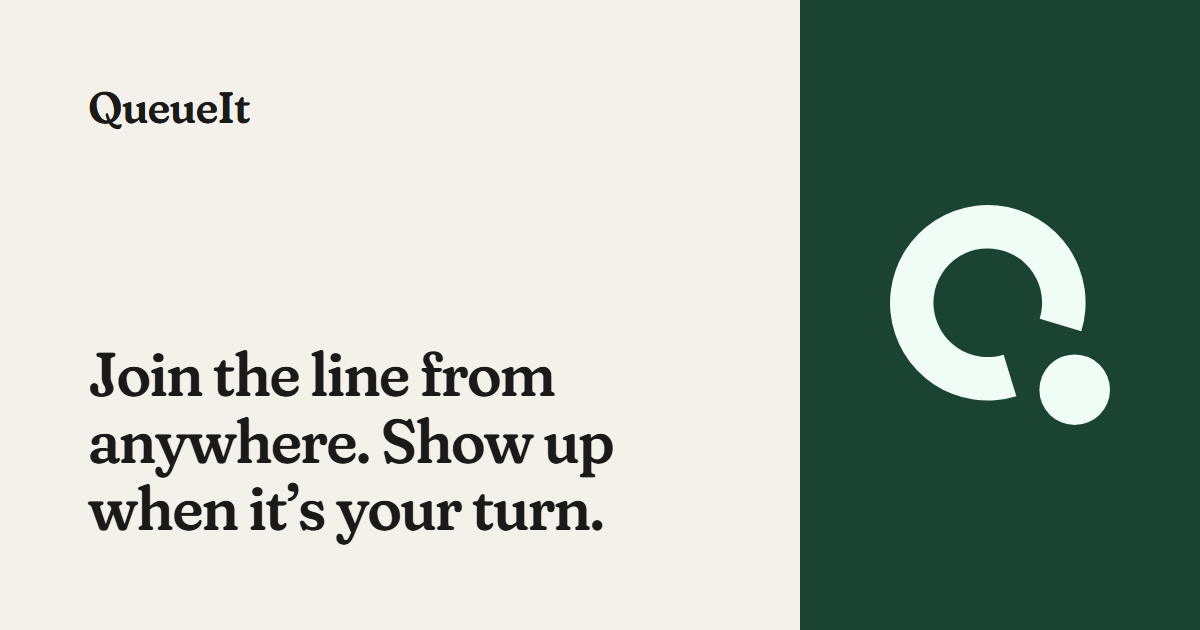 QueueIt
Join the line from
anywhere. Show up
when it’s your turn.